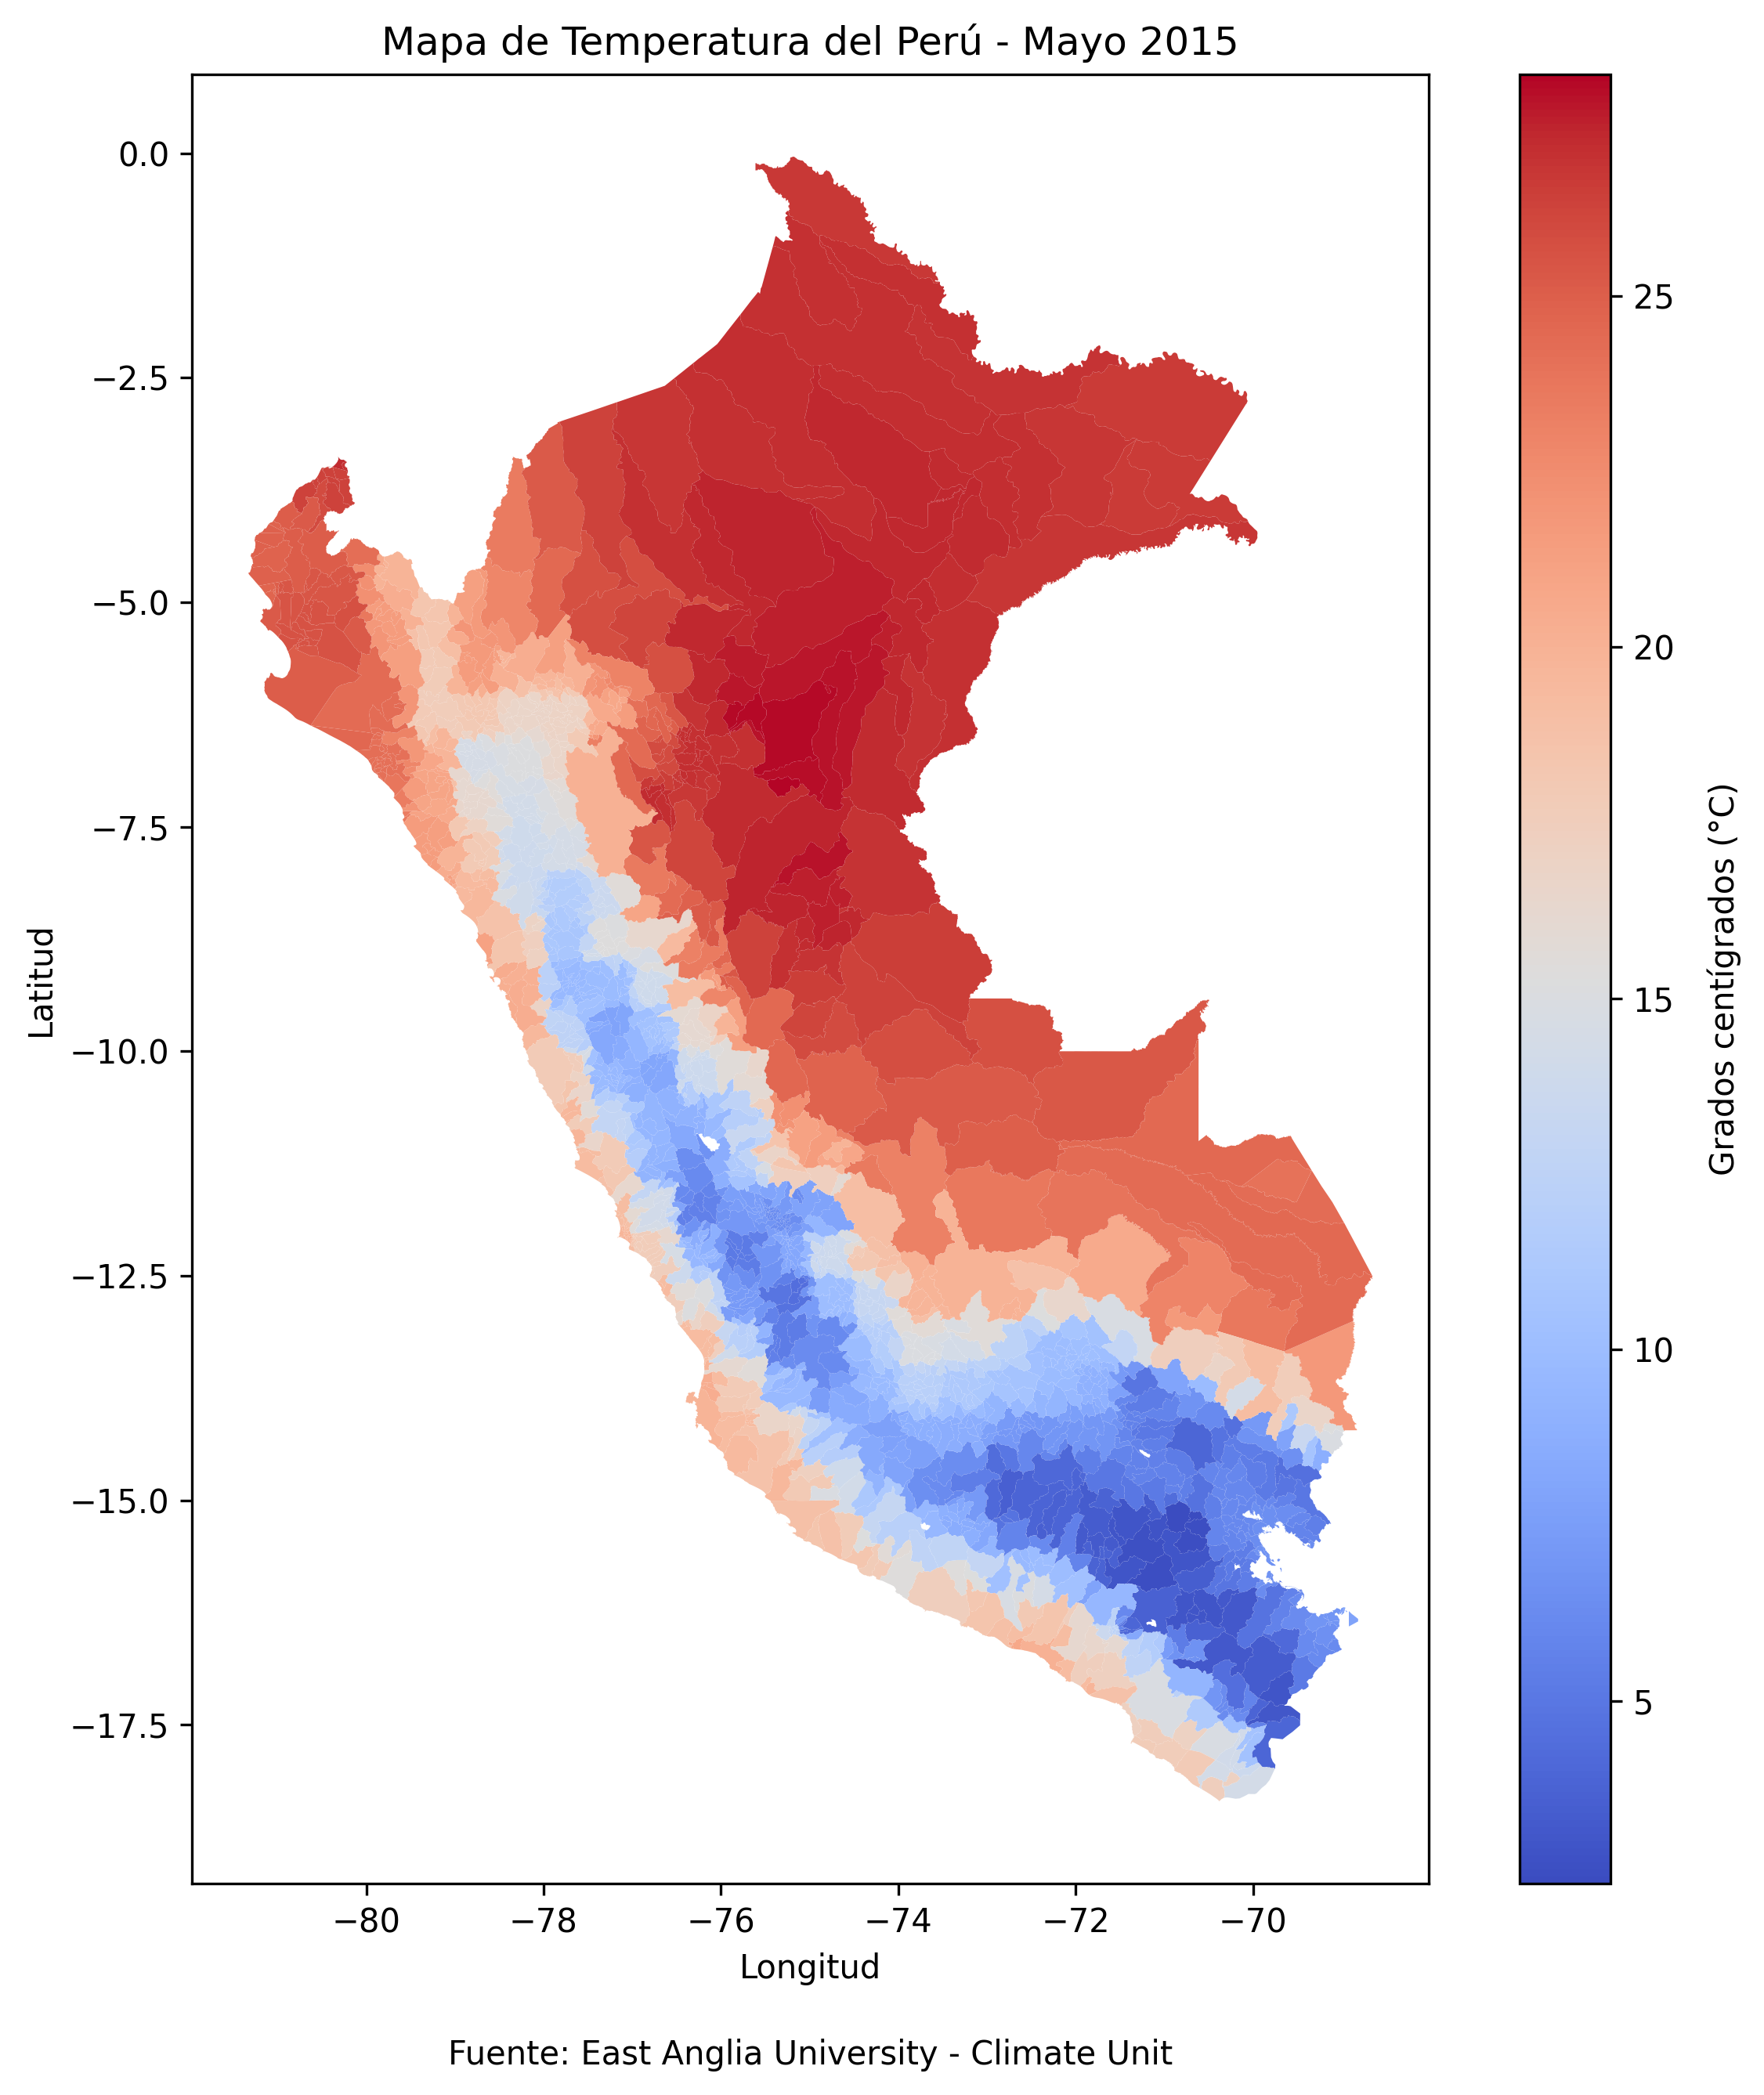 Mapa de Temperatura del Perú - Mayo 2015
0.0
−2.5
−5.0
−7.5
−10.0
−12.5
−15.0
−17.5
Latitud
−80 −78 −76 −74 −72 −70
Longitud
25
20
15
10
5
Grados centígrados (°C)
Fuente: East Anglia University - Climate Unit